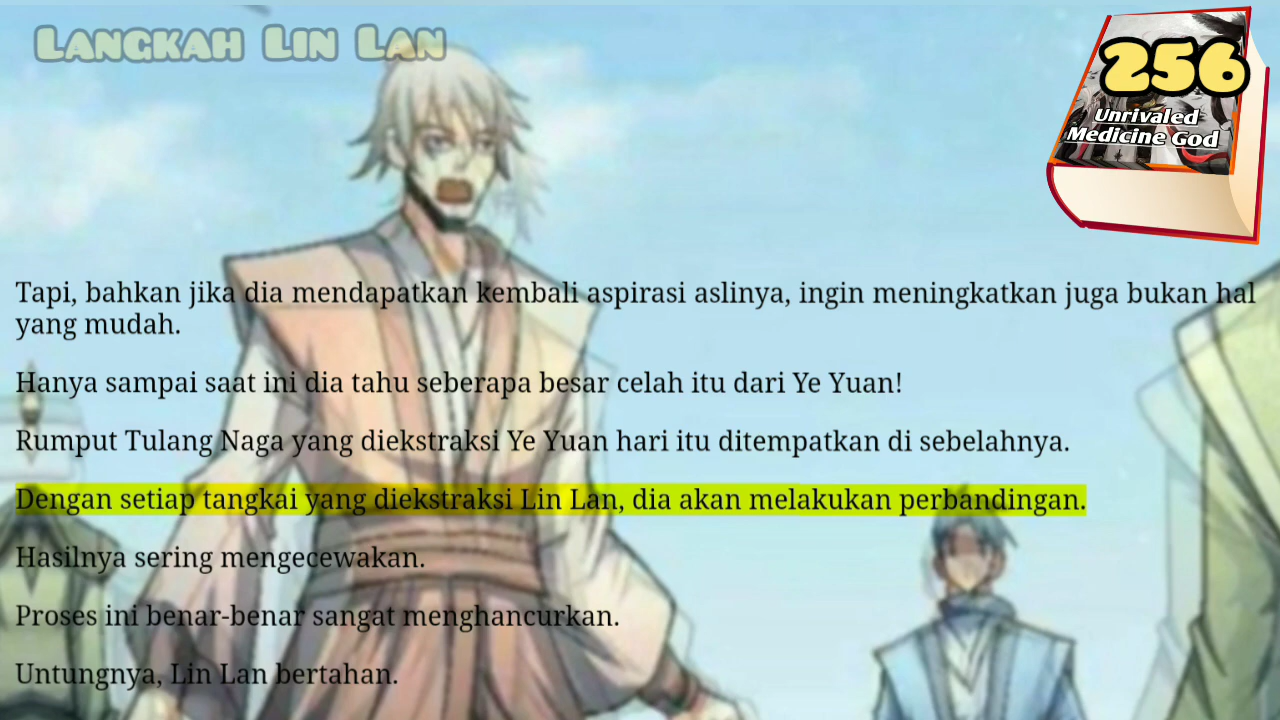 Langkah Lin Lan
256
Unrivaled
Medicine God
Tapi, bahkan jika dia mendapatkan kembali aspirasi aslinya, ingin meningkatkan juga bukan hal
yang mudah.
Hanya sampai saat ini dia tahu seberapa besar celah itu dari Ye Yuan!
Rumput Tulang Naga yang diekstraksi Ye Yuan hari itu ditempatkan di sebelahnya.
Dengan setiap tangkai yang diekstraksi Lin Lan, dia akan melakukan perbandingan.
Hasilnya sering mengecewakan.
Proses ini benar-benar sangat menghancurkan.
Untungnya, Lin Lan bertahan.